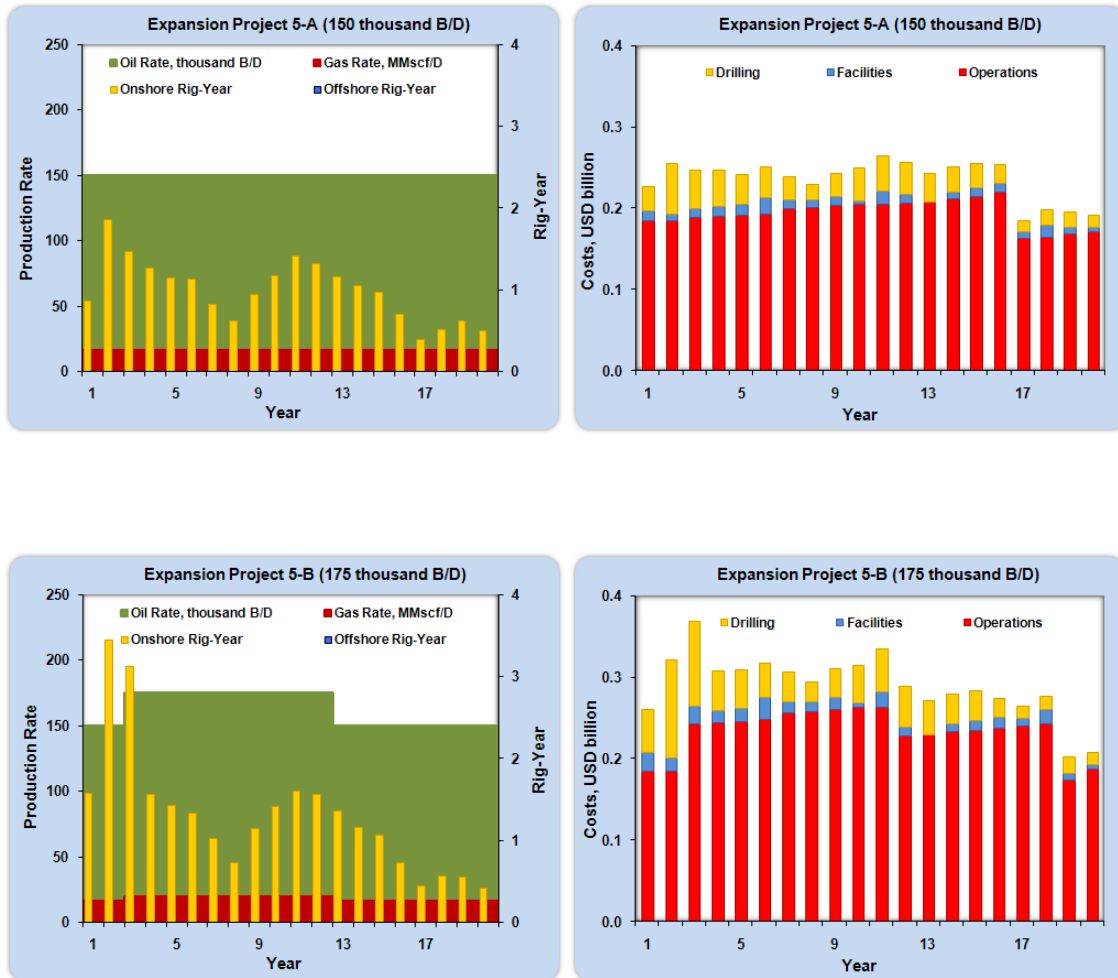 Expansion Project 5-A (150 thousand B/D)
250
200
150
100
50
0
Production Rate
Oil Rate, thousand B/D
Gas Rate, MMscf/D
Onshore Rig-Year
Offshore Rig-Year
4
3
2
1
0
Rig-Year
1 5 9 13 17
Year
Expansion Project 5-A (150 thousand B/D)
0.4
0.3
0.2
0.1
0.0
Costs, USD billion
Drilling Facilities Operations
1 5 9 13 17
Year
Expansion Project 5-B (175 thousand B/D)
250
200
150
100
50
0
Production Rate
Oil Rate, thousand B/D
Gas Rate, MMscf/D
Onshore Rig-Year
Offshore Rig-Year
4
3
2
1
0
Rig-Year
1 5 9 13 17
Year
Expansion Project 5-B (175 thousand B/D)
0.4
0.3
0.2
0.1
0.0
Costs, USD billion
Drilling Facilities Operations
1 5 9 13 17
Year